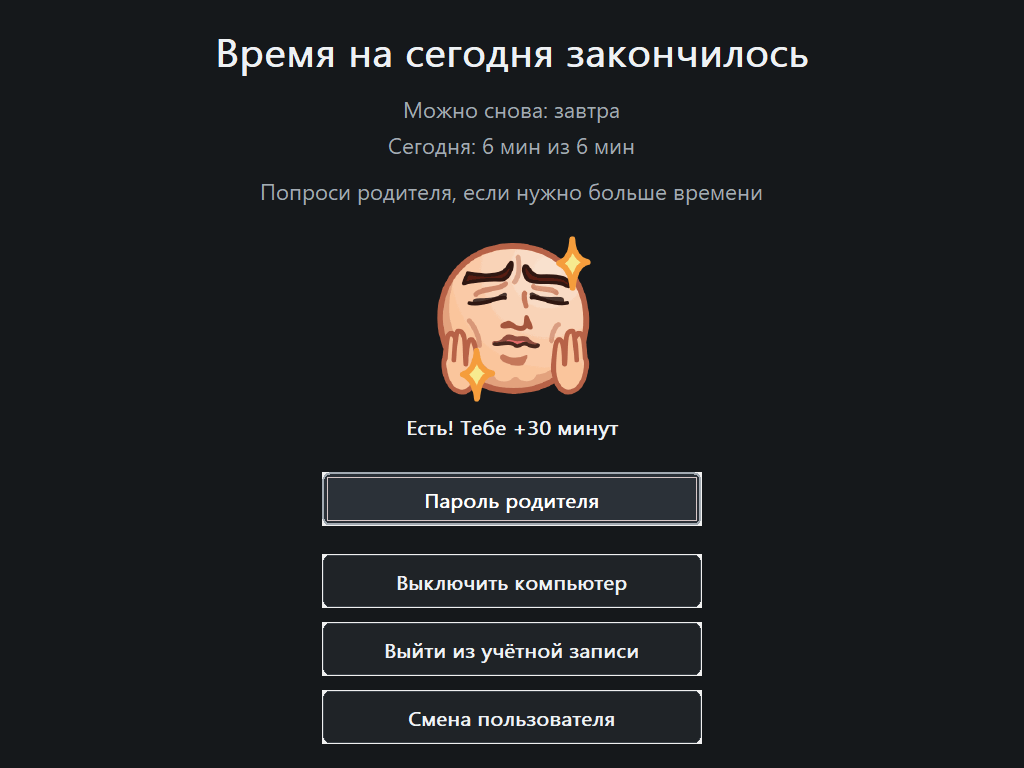 Время на сегодня закончилось
Можно снова: завтра
Сегодня: 6 мин из 6 мин
Попроси родителя, если нужно больше времени
Есть! Тебе +30 минут
Пароль родителя
Выключить компьютер
Выйти из учётной записи
Смена пользователя